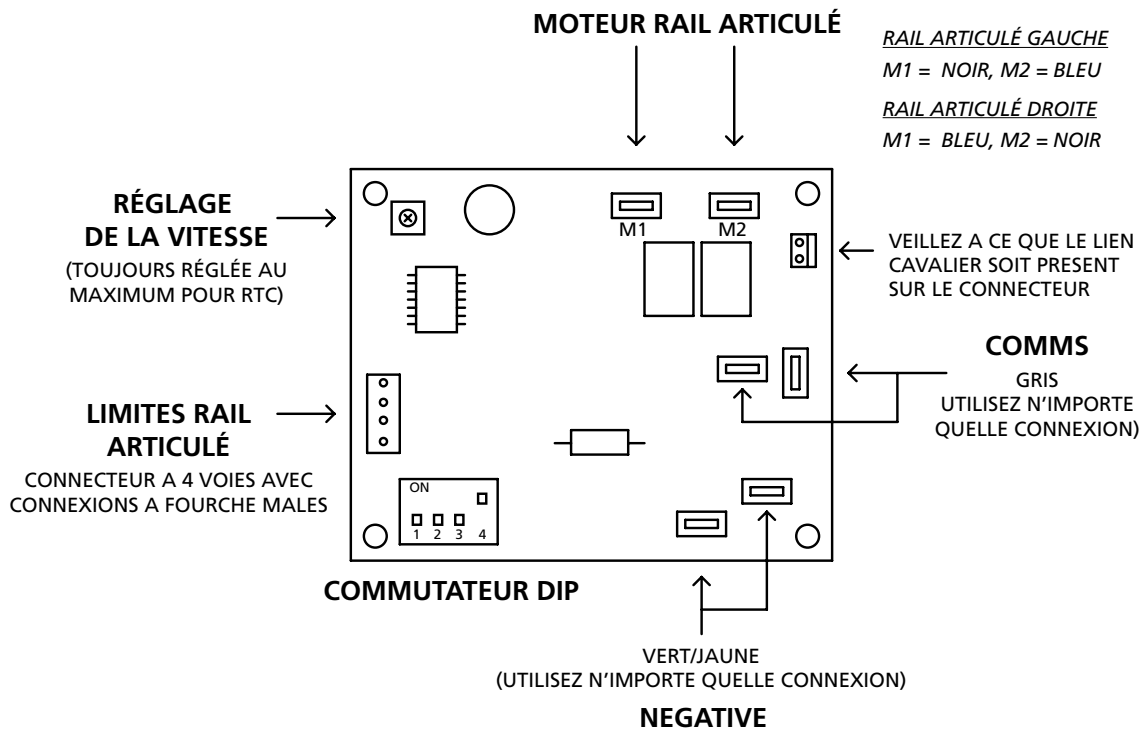 MOTEUR RAIL ARTICULÉ
RAIL ARTICULÉ GAUCHE
M1 = NOIR, M2 = BLEU
RAIL ARTICULÉ DROITE
M1 = BLEU, M2 = NOIR
RÉGLAGE
DE LA VITESSE
(TOUJOURS RÉGLÉE AU
MAXIMUM POUR RTC)
M1
M2
VEILLEZ A CE QUE LE LIEN
CAVALIER SOIT PRESENT
SUR LE CONNECTEUR
COMMS
GRIS
UTILISEZ N'IMPORTE
QUELLE CONNEXION)
LIMITES RAIL
ARTICULÉ
CONNECTEUR A 4 VOIES AVEC
CONNEXIONS A FOURCHE MALES
ON
1 2 3 4
COMMUTATEUR DIP
VERT/JAUNE
(UTILISEZ N'IMPORTE QUELLE CONNEXION)
NEGATIVE